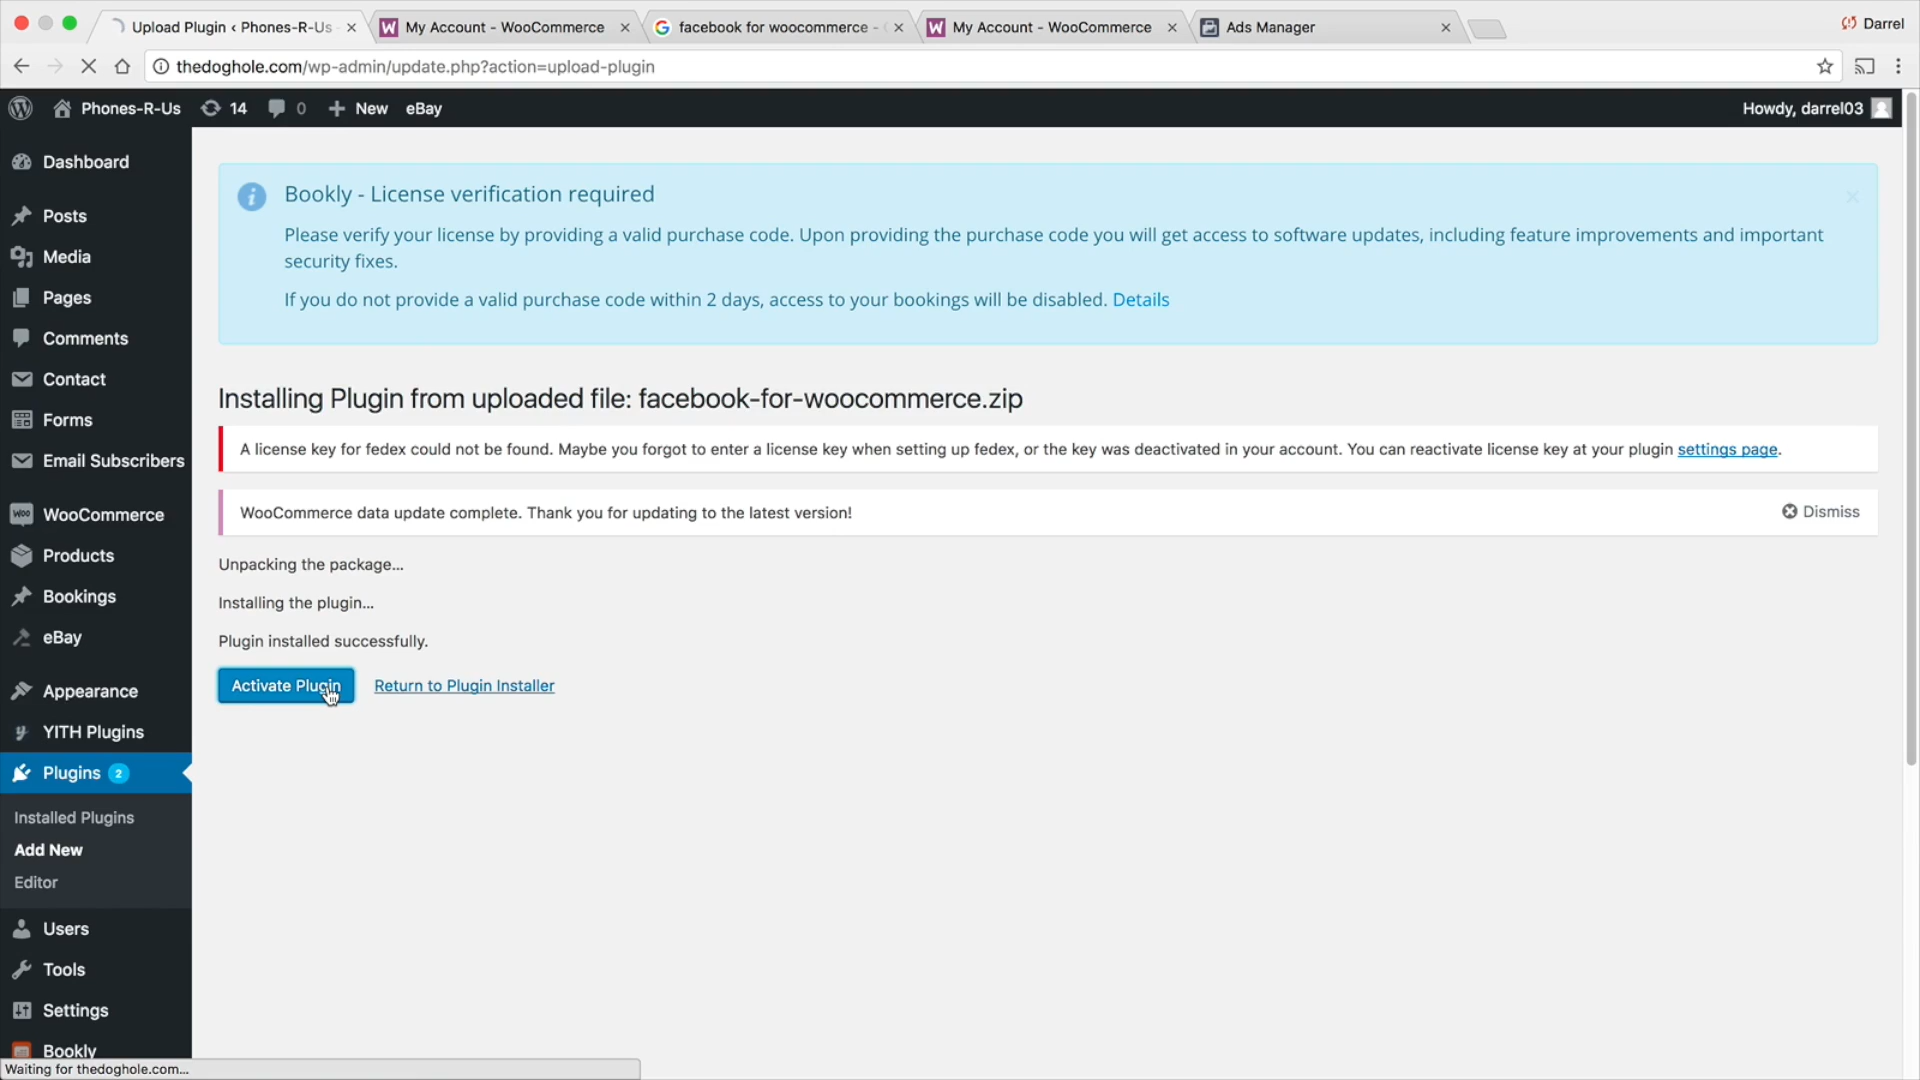 Upload Plugin ‹ Phones-R-Us
My Account - WooCommerce
facebook for woocommerce -
My Account - WooCommerce
Ads Manager
Darrel
thedoghole.com/wp-admin/update.php?action=upload-plugin
Phones-R-Us
14
0
New
eBay
Howdy, darrel03
Dashboard
Posts
Media
Pages
Comments
Contact
Forms
Email Subscribers
WooCommerce
Products
Bookings
eBay
Appearance
YITH Plugins
Plugins 2
Installed Plugins
Add New
Editor
Users
Tools
Settings
Bookly
Waiting for thedoghole.com...
Bookly - License verification required
Please verify your license by providing a valid purchase code. Upon providing the purchase code you will get access to software updates, including feature improvements and important
security fixes.
If you do not provide a valid purchase code within 2 days, access to your bookings will be disabled. Details
Installing Plugin from uploaded file: facebook-for-woocommerce.zip
A license key for fedex could not be found. Maybe you forgot to enter a license key when setting up fedex, or the key was deactivated in your account. You can reactivate license key at your plugin settings page.
WooCommerce data update complete. Thank you for updating to the latest version!
Dismiss
Unpacking the package...
Installing the plugin...
Plugin installed successfully.
Activate Plugin
Return to Plugin Installer